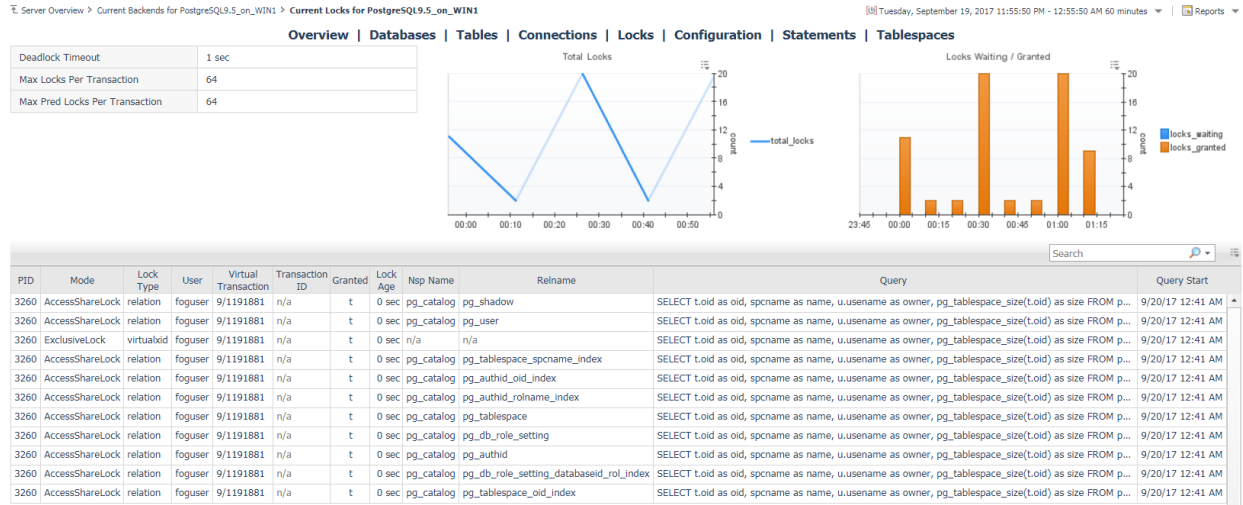 Server Overview > Current Backends for PostgreSQL9.5_on_WIN1 > Current Locks for PostgreSQL9.5_on_WIN1
Tuesday, September 19, 2017 11:55:50 PM - 12:55:50 AM 60 minutes | Reports
Overview | Databases | Tables | Connections | Locks | Configuration | Statements | Tablespaces
Deadlock Timeout 1 sec
Max Locks Per Transaction 64
Max Pred Locks Per Transaction 64
Total Locks
20
16
12
8
4
0
count
total_locks
00:00 00:10 00:20 00:30 00:40 00:50
Locks Waiting / Granted
20
16
12
8
4
0
count
locks_waiting
locks_granted
23:45 00:00 00:15 00:30 00:45 01:00 01:15
Search
PID Mode Lock Type User Virtual Transaction Transaction ID Granted Lock Age Nsp Name Relname Query Query Start
3260 AccessShareLock relation foguser 9/1191881 n/a t 0 sec pg_catalog pg_shadow SELECT t.oid as oid, spcname as name, u.usename as owner, pg_tablespace_size(t.oid) as size FROM p... 9/20/17 12:41 AM
3260 AccessShareLock relation foguser 9/1191881 n/a t 0 sec pg_catalog pg_user SELECT t.oid as oid, spcname as name, u.usename as owner, pg_tablespace_size(t.oid) as size FROM p... 9/20/17 12:41 AM
3260 ExclusiveLock virtualxid foguser 9/1191881 n/a t 0 sec n/a n/a SELECT t.oid as oid, spcname as name, u.usename as owner, pg_tablespace_size(t.oid) as size FROM p... 9/20/17 12:41 AM
3260 AccessShareLock relation foguser 9/1191881 n/a t 0 sec pg_catalog pg_tablespace_spcname_index SELECT t.oid as oid, spcname as name, u.usename as owner, pg_tablespace_size(t.oid) as size FROM p... 9/20/17 12:41 AM
3260 AccessShareLock relation foguser 9/1191881 n/a t 0 sec pg_catalog pg_authid_oid_index SELECT t.oid as oid, spcname as name, u.usename as owner, pg_tablespace_size(t.oid) as size FROM p... 9/20/17 12:41 AM
3260 AccessShareLock relation foguser 9/1191881 n/a t 0 sec pg_catalog pg_authid_rolname_index SELECT t.oid as oid, spcname as name, u.usename as owner, pg_tablespace_size(t.oid) as size FROM p... 9/20/17 12:41 AM
3260 AccessShareLock relation foguser 9/1191881 n/a t 0 sec pg_catalog pg_tablespace SELECT t.oid as oid, spcname as name, u.usename as owner, pg_tablespace_size(t.oid) as size FROM p... 9/20/17 12:41 AM
3260 AccessShareLock relation foguser 9/1191881 n/a t 0 sec pg_catalog pg_db_role_setting SELECT t.oid as oid, spcname as name, u.usename as owner, pg_tablespace_size(t.oid) as size FROM p... 9/20/17 12:41 AM
3260 AccessShareLock relation foguser 9/1191881 n/a t 0 sec pg_catalog pg_authid SELECT t.oid as oid, spcname as name, u.usename as owner, pg_tablespace_size(t.oid) as size FROM p... 9/20/17 12:41 AM
3260 AccessShareLock relation foguser 9/1191881 n/a t 0 sec pg_catalog pg_db_role_setting_databaseid_rol_index SELECT t.oid as oid, spcname as name, u.usename as owner, pg_tablespace_size(t.oid) as size FROM p... 9/20/17 12:41 AM
3260 AccessShareLock relation foguser 9/1191881 n/a t 0 sec pg_catalog pg_tablespace_oid_index SELECT t.oid as oid, spcname as name, u.usename as owner, pg_tablespace_size(t.oid) as size FROM p... 9/20/17 12:41 AM